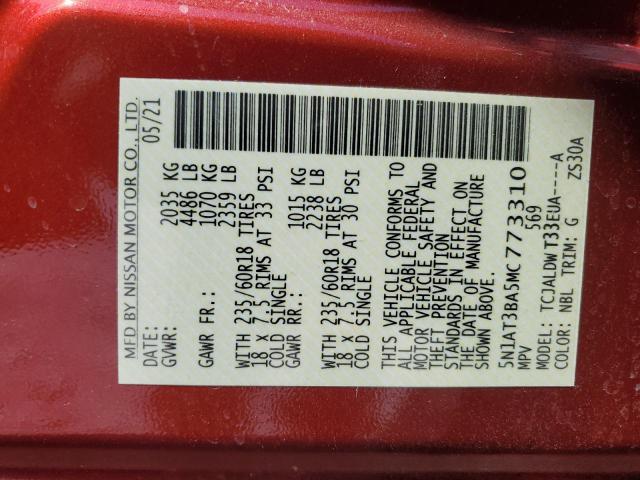 MFD BY NISSAN MOTOR CO., LTD.
DATE: 05/21
GVWR: 2035 KG
4486 LB
GAWR FR.: 1070 KG
2359 LB
WITH 235/60R18 TIRES
18 x 7.5 RIMS AT 33 PSI
COLD SINGLE
GAWR RR.: 1015 KG
2238 LB
WITH 235/60R18 TIRES
18 x 7.5 RIMS AT 30 PSI
COLD SINGLE
THIS VEHICLE CONFORMS TO
ALL APPLICABLE FEDERAL
MOTOR VEHICLE SAFETY AND
THEFT PREVENTION
STANDARDS IN EFFECT ON
THE DATE OF MANUFACTURE
SHOWN ABOVE.
5N1AT3BA5MC773310
MPV 569
MODEL: TCJALDW T33EUA-----A
COLOR: NBL TRIM: G ZS30A